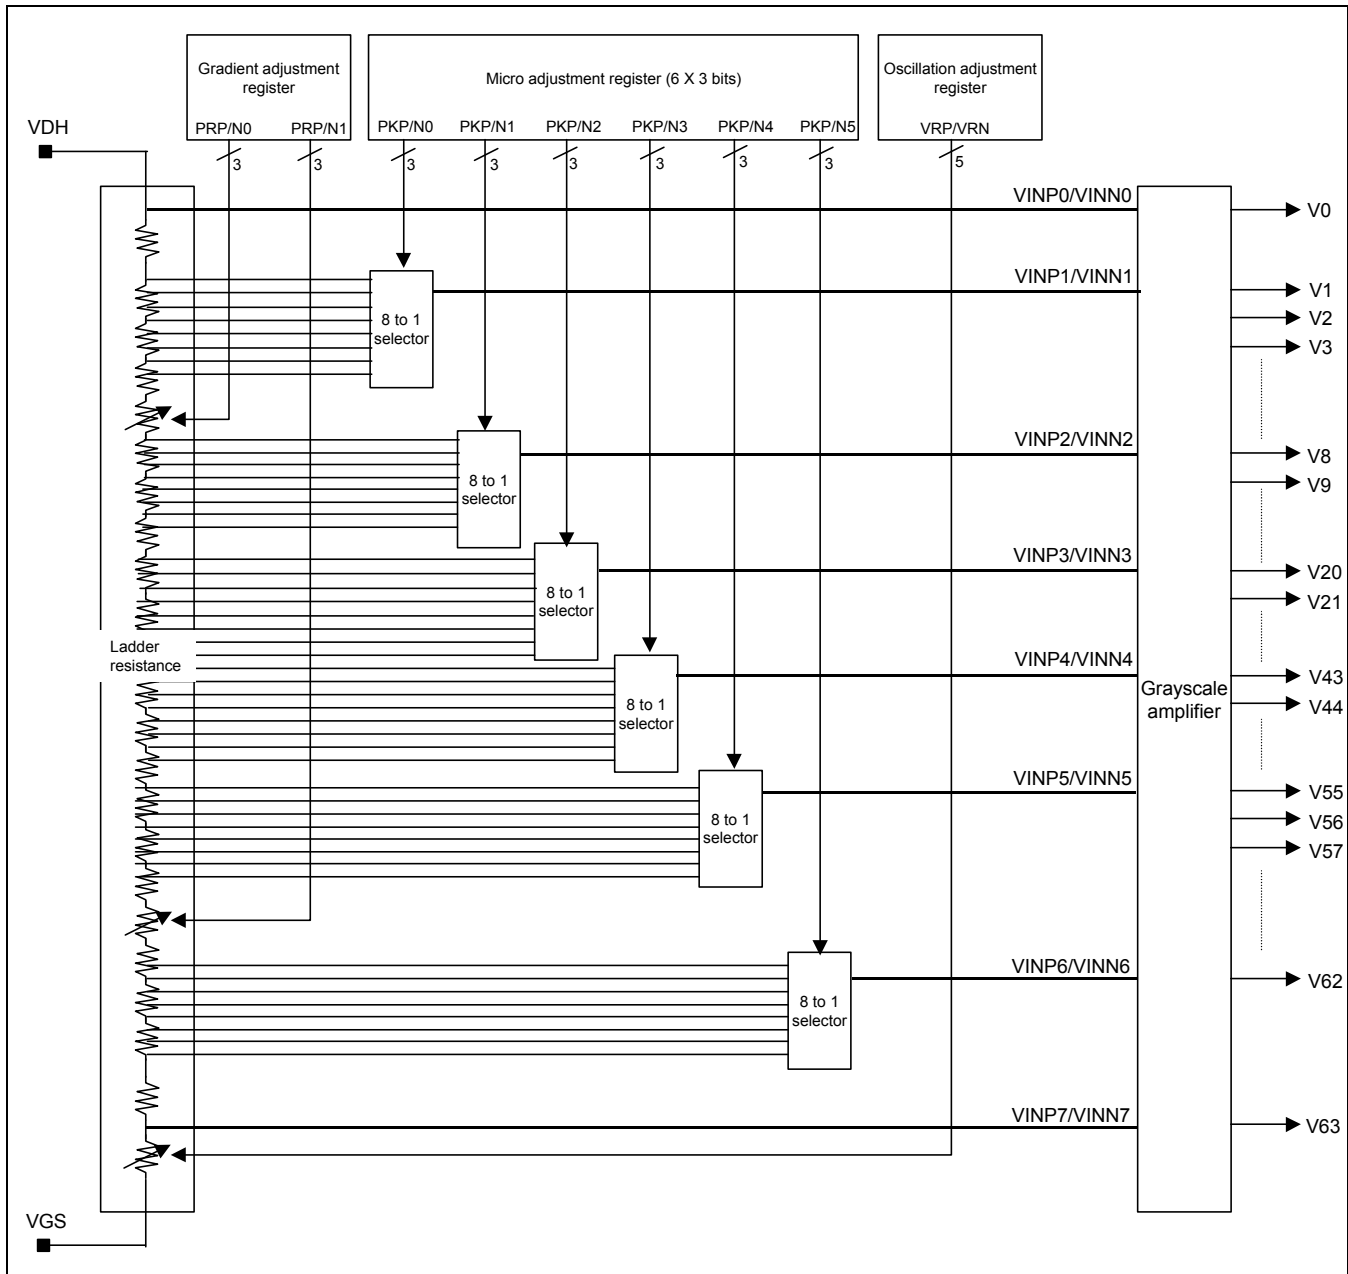 Gradient adjustment
register
PRP/N0 PRP/N1
Micro adjustment register (6 X 3 bits)
PKP/N0 PKP/N1 PKP/N2 PKP/N3 PKP/N4 PKP/N5
Oscillation adjustment
register
VRP/VRN
VDH
3 3 3 3 3 3 3 3 5
VINP0/VINN0
V0
VINP1/VINN1
V1
8 to 1
selector
V2
V3
VINP2/VINN2
V8
8 to 1
selector
V9
VINP3/VINN3
V20
8 to 1
selector
V21
Ladder
resistance
VINP4/VINN4
V43
Grayscale
amplifier
8 to 1
selector
V44
VINP5/VINN5
V55
8 to 1
selector
V56
V57
VINP6/VINN6
V62
8 to 1
selector
VINP7/VINN7
V63
VGS